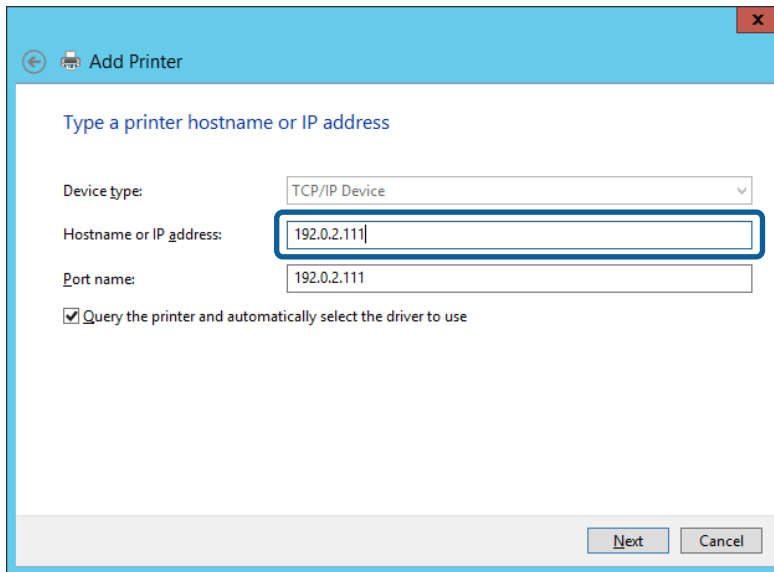 x
Add Printer
Type a printer hostname or IP address
Device type: TCP/IP Device
Hostname or IP address: 192.0.2.111
Port name: 192.0.2.111
Query the printer and automatically select the driver to use
Next Cancel